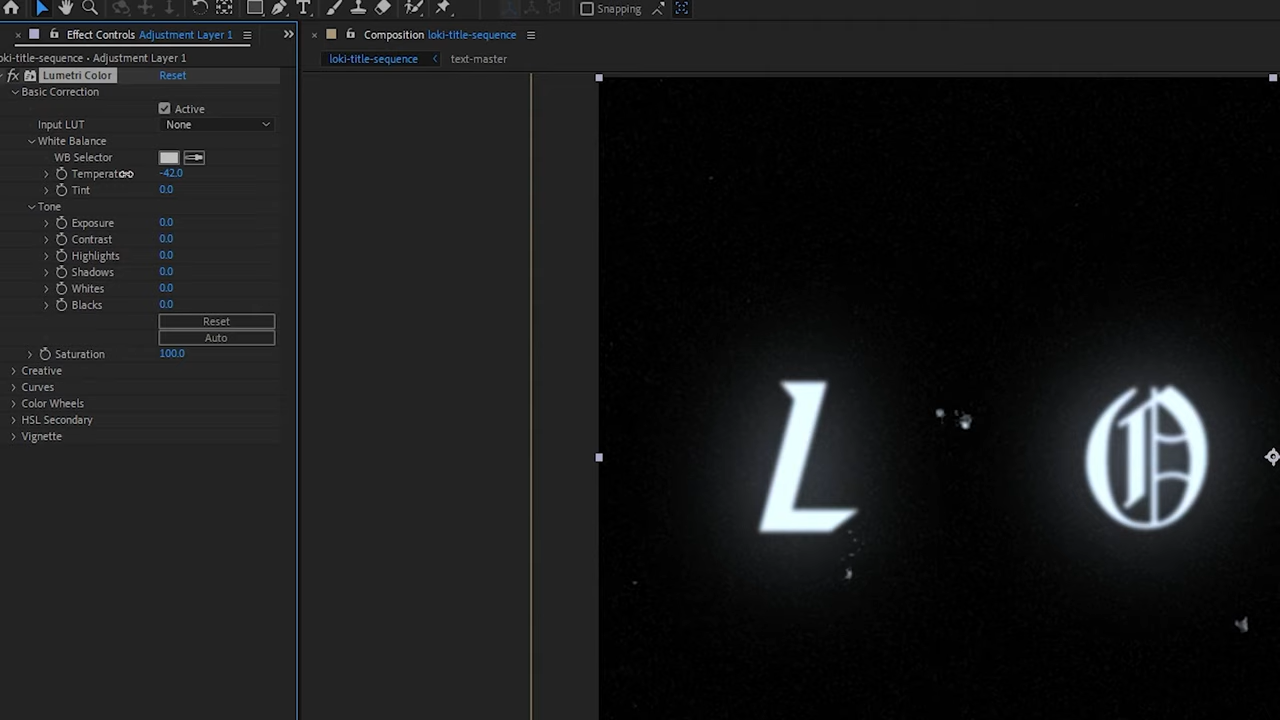 Snapping
Effect Controls Adjustment Layer 1
Composition loki-title-sequence
oki-title-sequence • Adjustment Layer 1
loki-title-sequence
text-master
fx Lumetri Color Reset
Basic Correction
Active
Input LUT None
White Balance
WB Selector
Temperat -42.0
Tint 0.0
Tone
Exposure 0.0
Contrast 0.0
Highlights 0.0
Shadows 0.0
Whites 0.0
Blacks 0.0
Reset
Auto
Saturation 100.0
Creative
Curves
Color Wheels
HSL Secondary
Vignette
L O